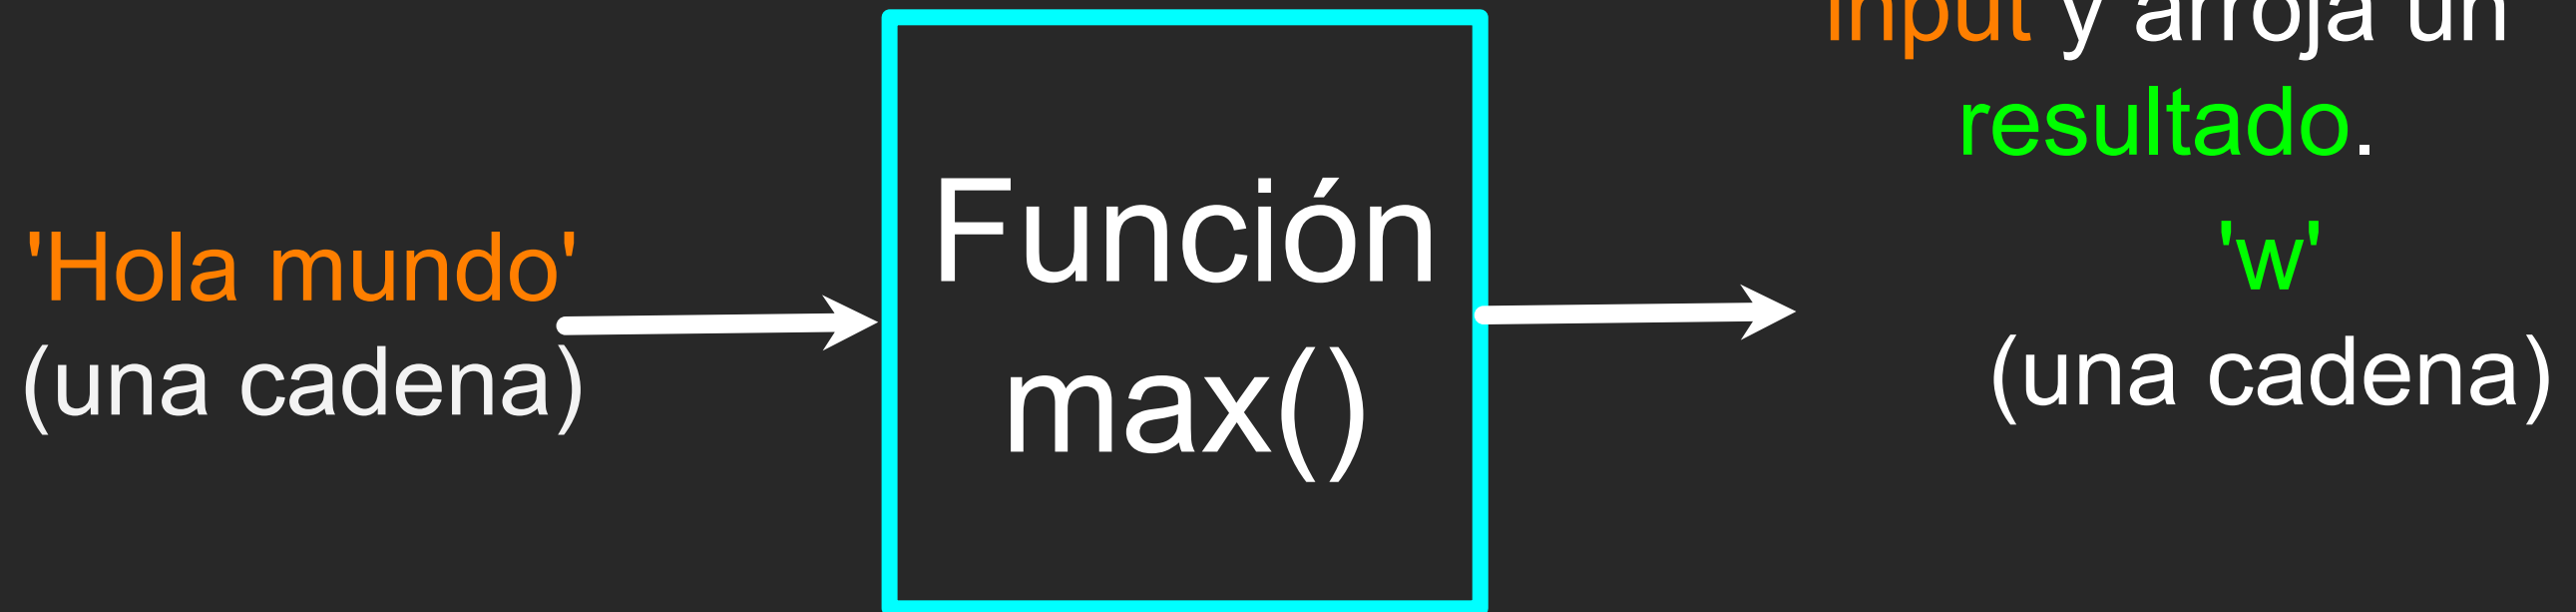 input y arroja un
resultado.
'Hola mundo'
(una cadena)
Función
max()
'w'
(una cadena)